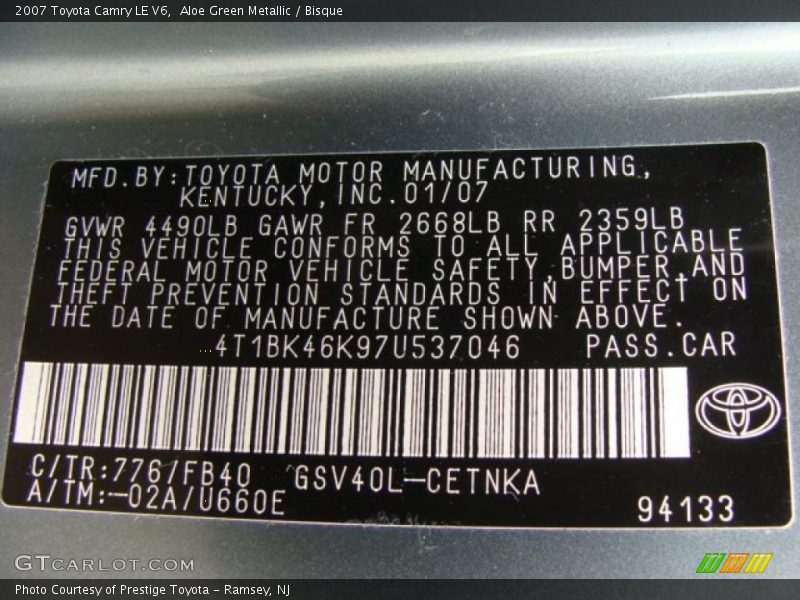 2007 Toyota Camry LE V6, Aloe Green Metallic / Bisque
MFD.BY:TOYOTA MOTOR MANUFACTURING,
KENTUCKY,INC.01/07
GVWR 4490LB GAWR FR 2668LB RR 2359LB
THIS VEHICLE CONFORMS TO ALL APPLICABLE
FEDERAL MOTOR VEHICLE SAFETY,BUMPER,AND
THEFT PREVENTION STANDARDS IN EFFECT ON
THE DATE OF MANUFACTURE SHOWN ABOVE.
4T1BK46K97U537046 PASS.CAR
C/TR:776/FB40 GSV40L-CETNKA
A/TM:-02A/U660E
94133
GTCARLOT.COM
Photo Courtesy of Prestige Toyota - Ramsey, NJ